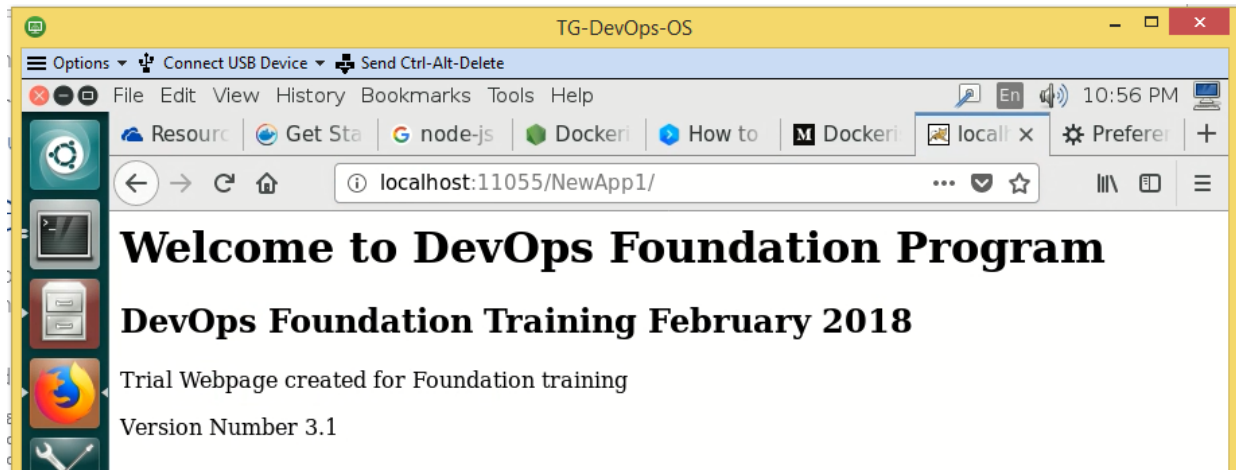 TG-DevOps-OS
Options Connect USB Device Send Ctrl-Alt-Delete
File Edit View History Bookmarks Tools Help En 10:56 PM
Resourc Get Sta node-js Dockeri How to Dockeri localh Preferer
localhost:11055/NewApp1/
Welcome to DevOps Foundation Program
DevOps Foundation Training February 2018
Trial Webpage created for Foundation training
Version Number 3.1